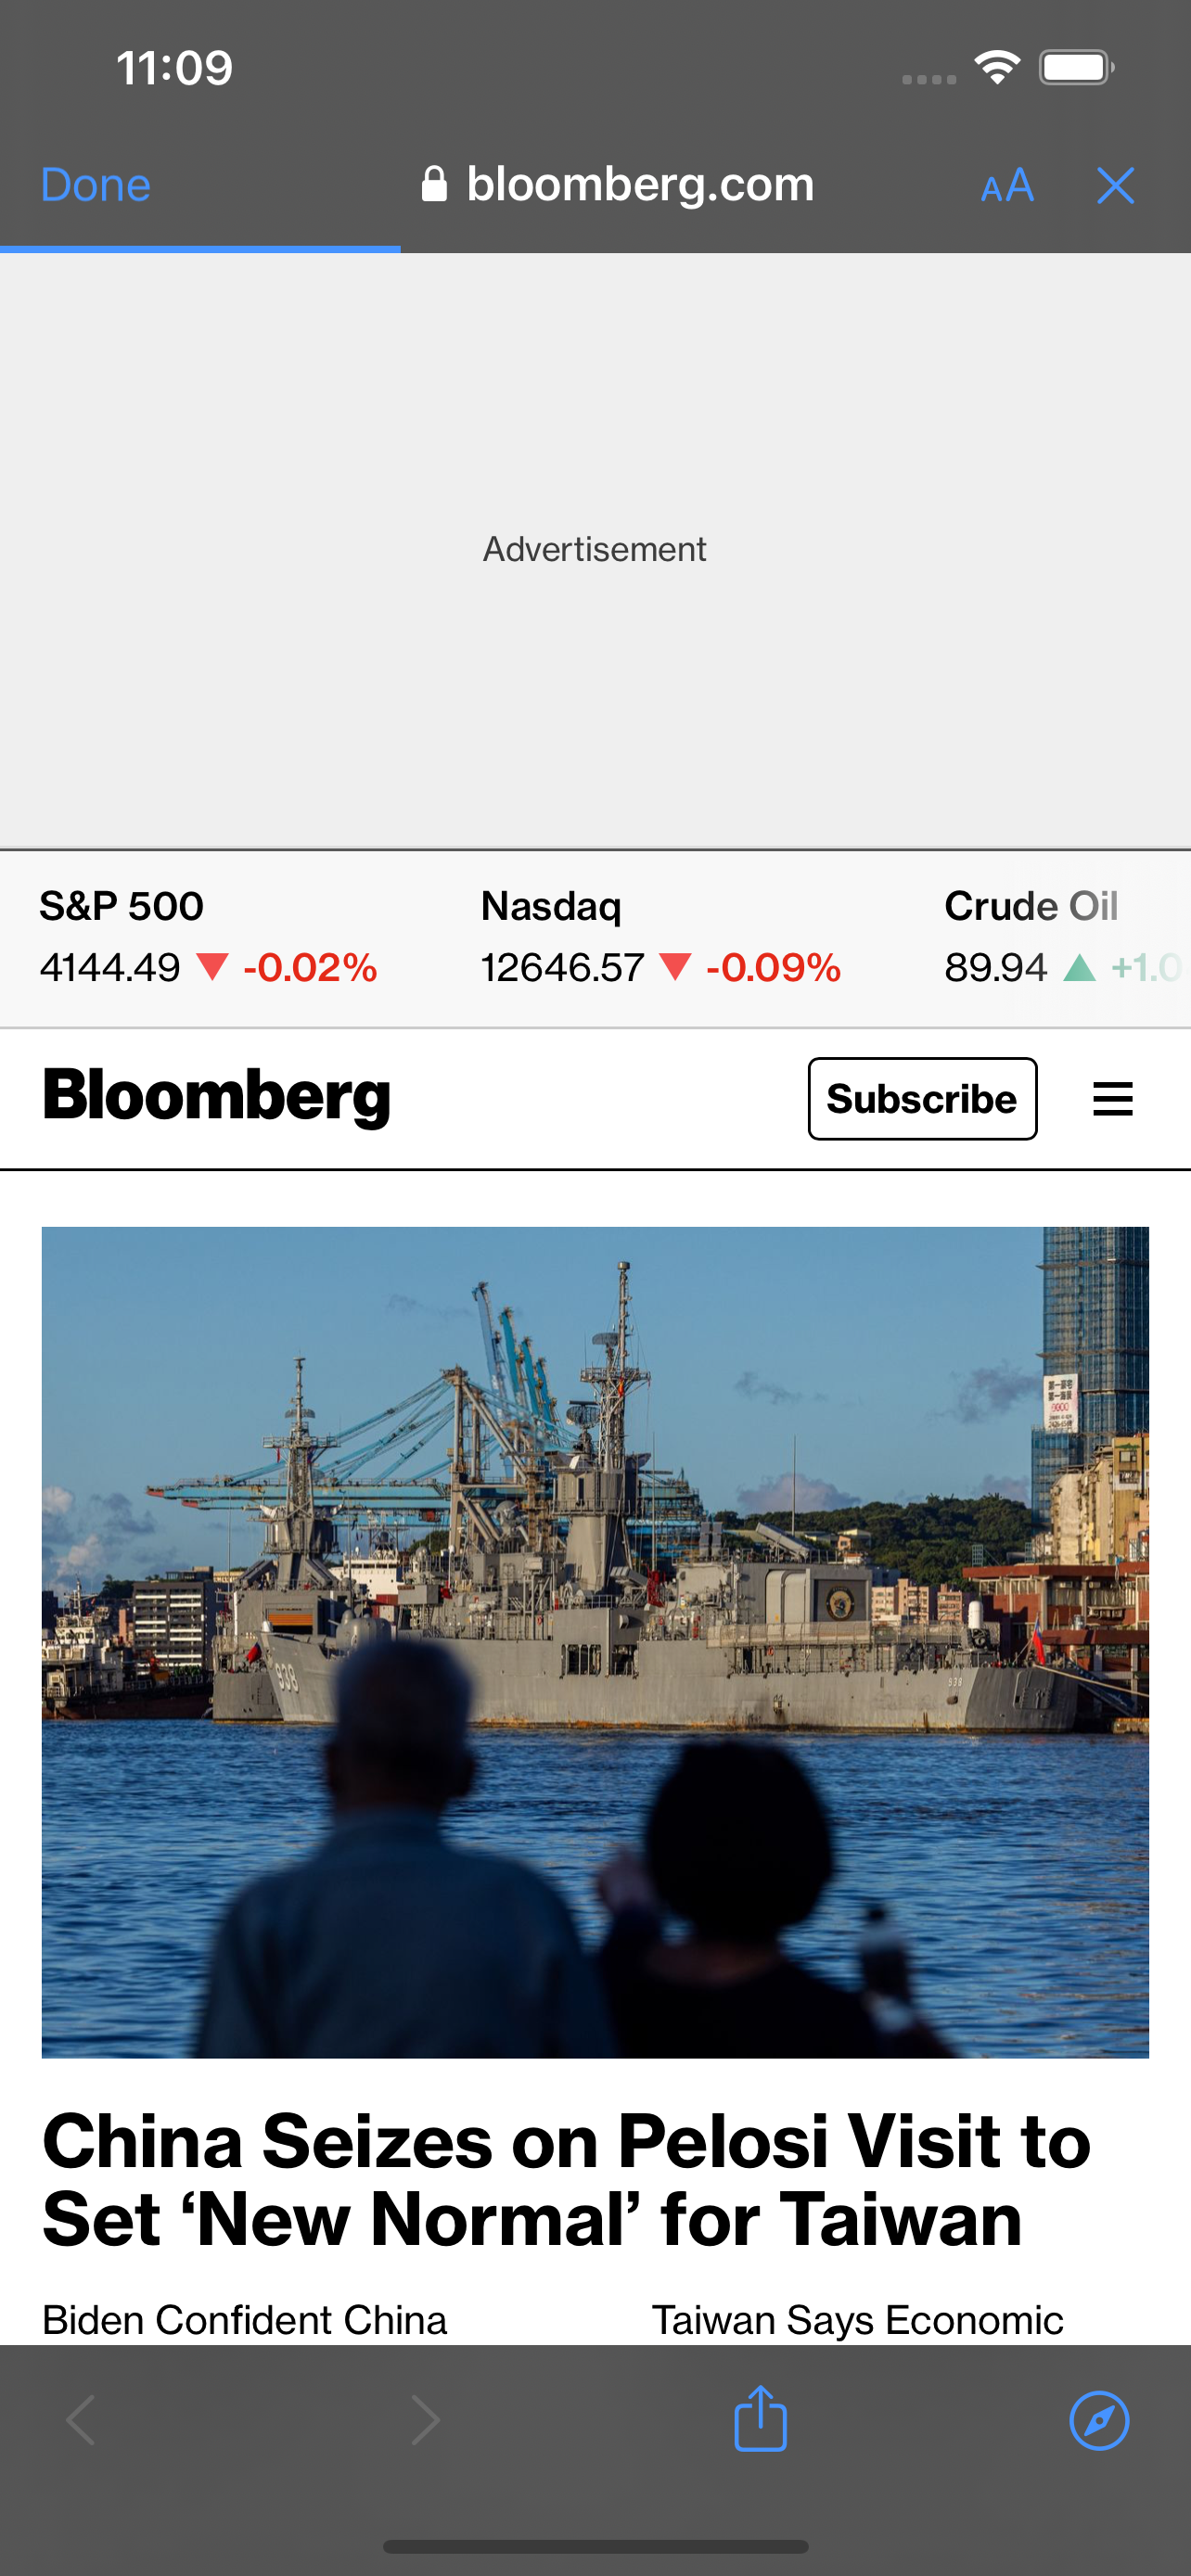 11:09
Done
bloomberg.com
AA
Advertisement
S&P 500
4144.49 ▼ -0.02%
Nasdaq
12646.57 ▼ -0.09%
Crude Oil
89.94 ▲ +1.0
Bloomberg
Subscribe
938
938
China Seizes on Pelosi Visit to
Set ‘New Normal’ for Taiwan
Biden Confident China
Taiwan Says Economic